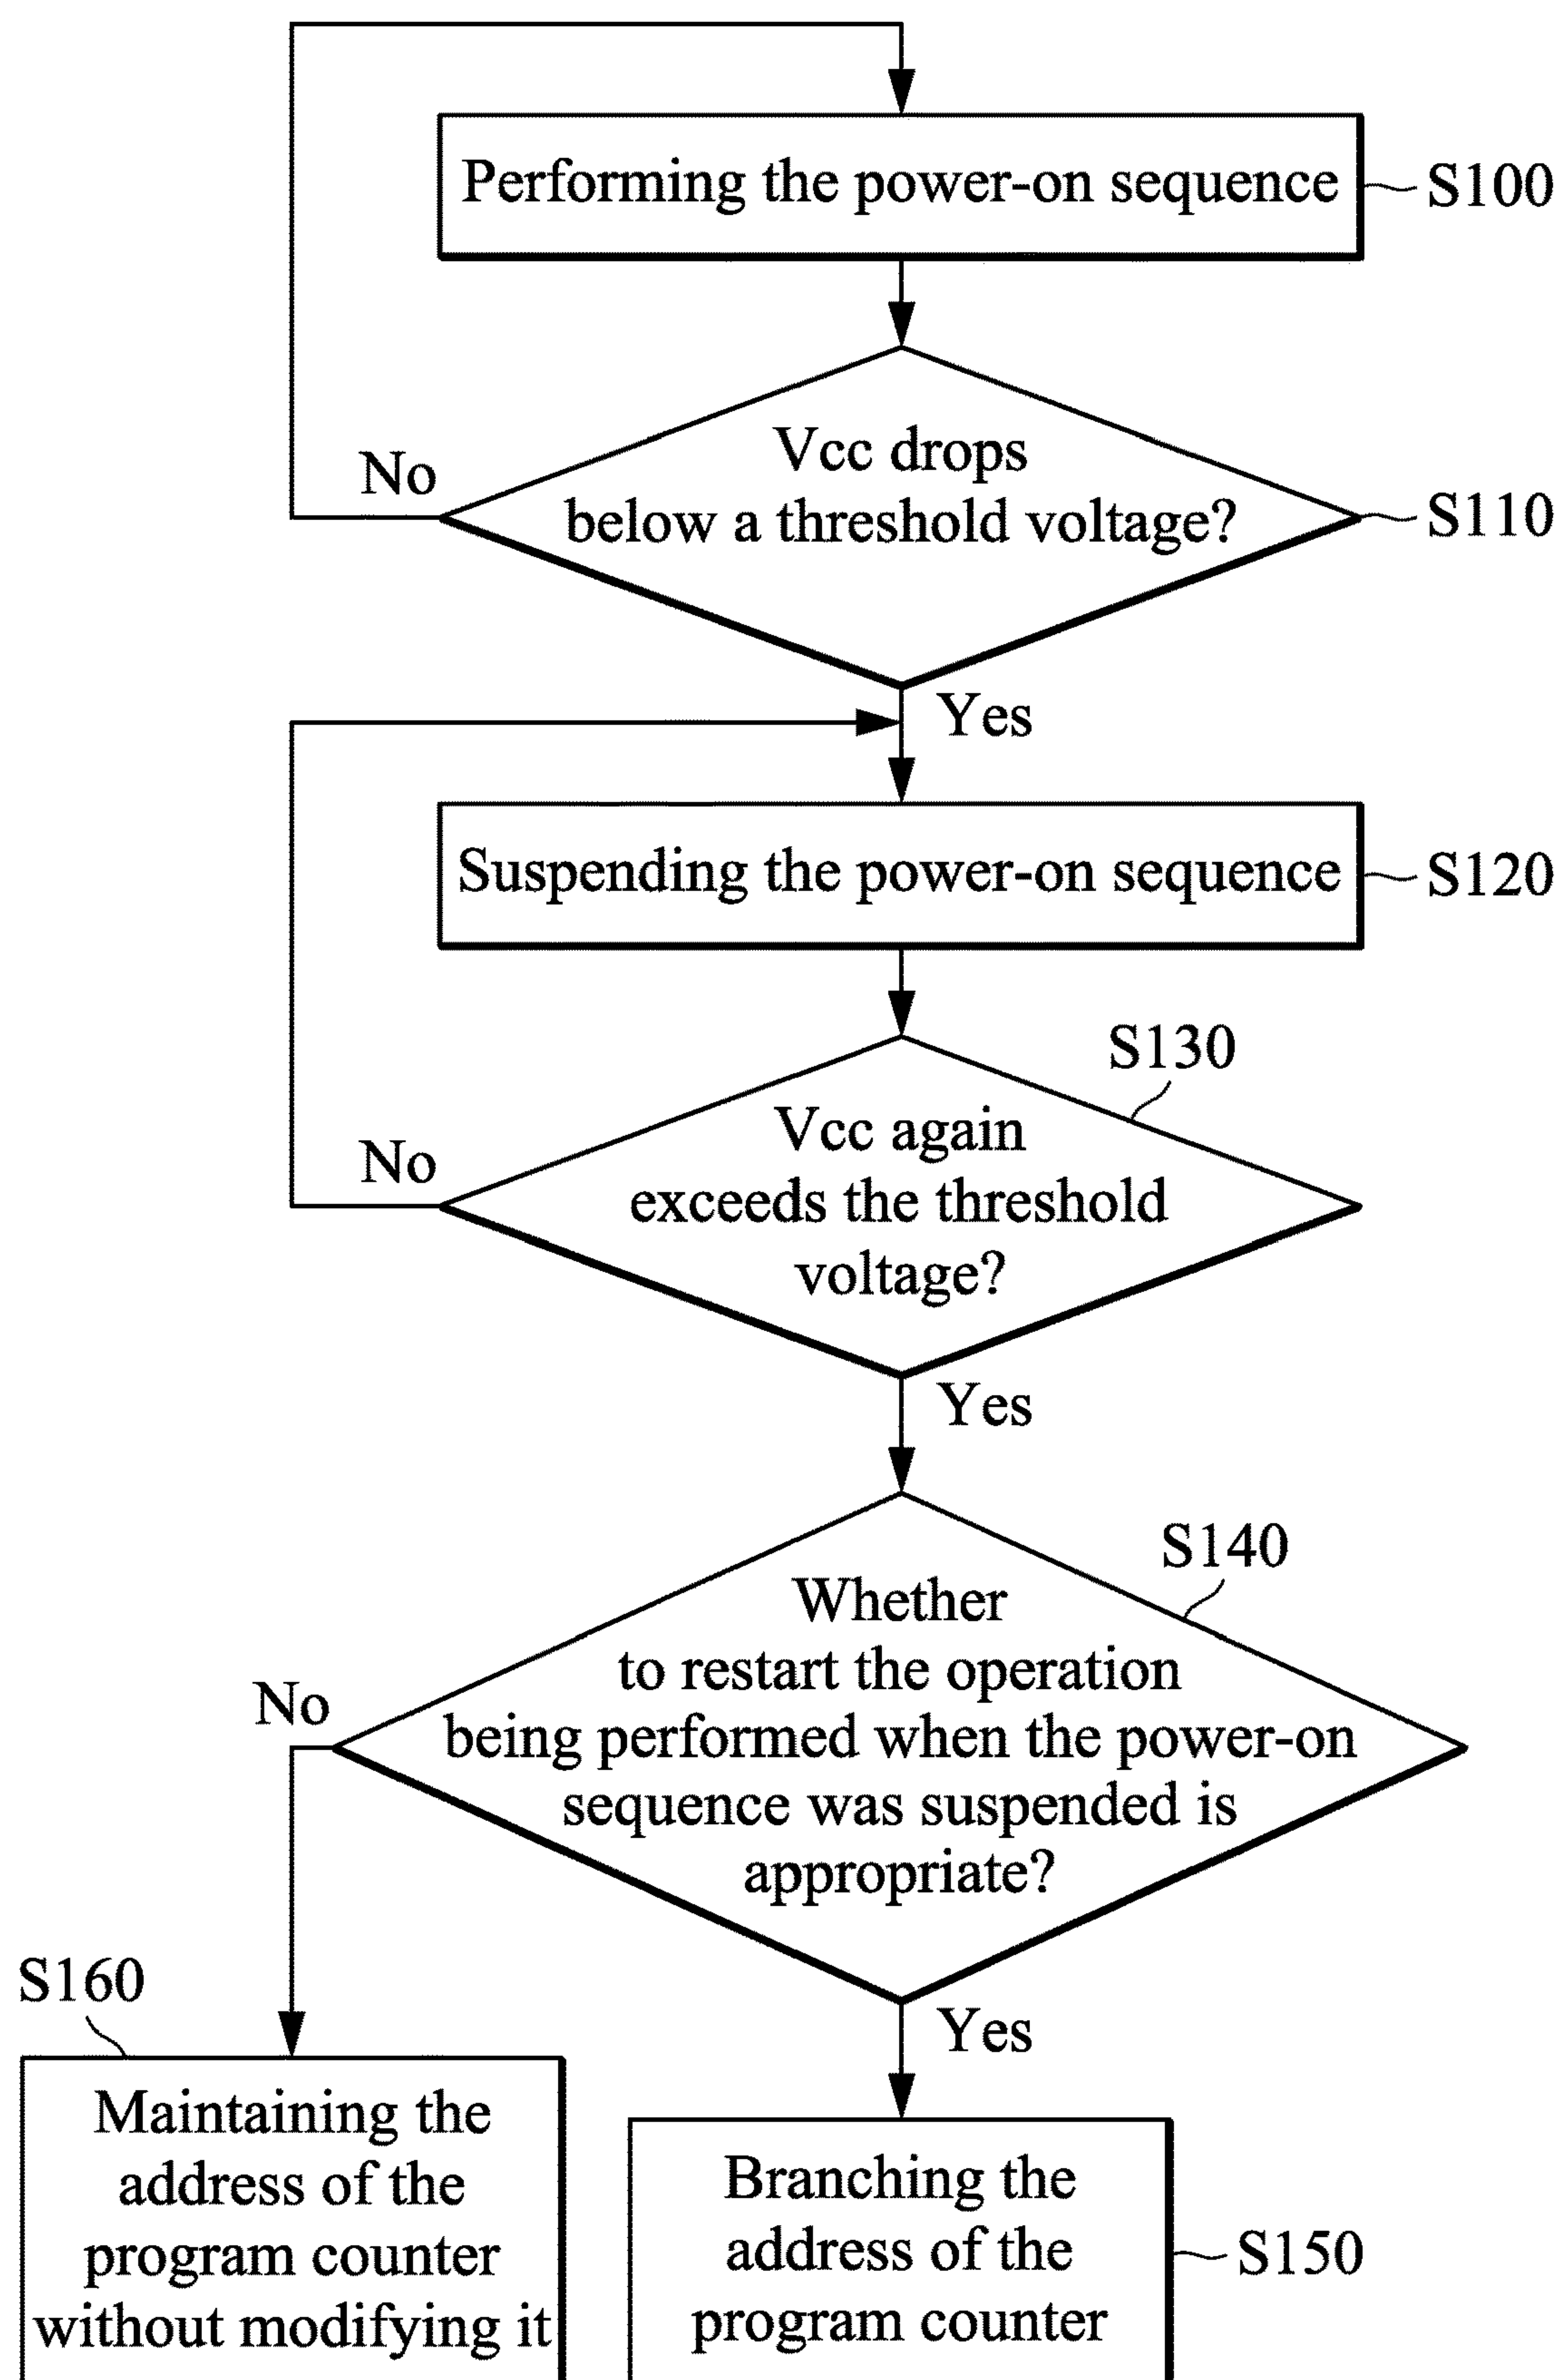 Performing the power-on sequence
S100
Vcc drops
below a threshold voltage?
S110
No
Yes
Suspending the power-on sequence
S120
S130
Vcc again
exceeds the threshold
voltage?
No
Yes
S140
Whether
to restart the operation
being performed when the power-on
sequence was suspended is
appropriate?
No
Yes
S160
Maintaining the
address of the
program counter
without modifying it
Branching the
address of the
program counter
S150